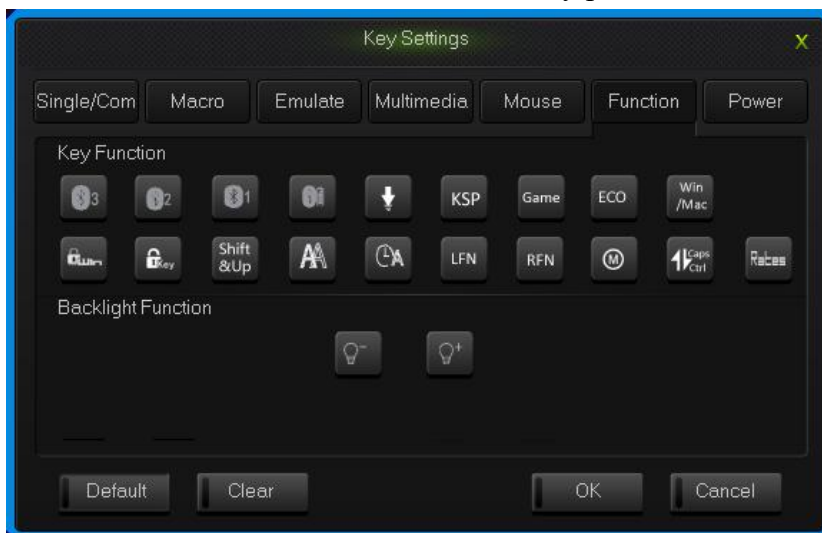 Key Settings X
Single/Com Macro Emulate Multimedia Mouse Function Power
Key Function
3 2 1 KSP Game ECO Win /Mac
Key Shift &Up A LFN RFN M Caps Ctrl Rates
Backlight Function
- +
Default Clear OK Cancel